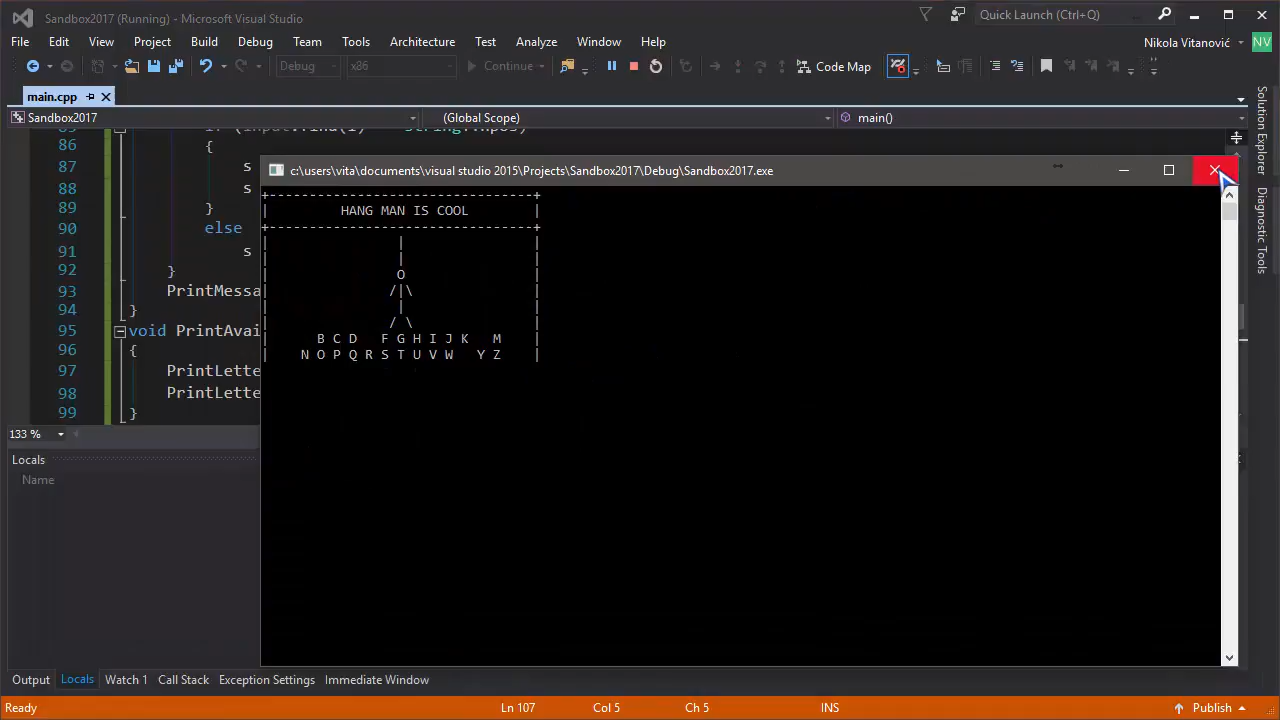 Sandbox2017 (Running) - Microsoft Visual Studio
Quick Launch (Ctrl+Q)
File Edit View Project Build Debug Team Tools Architecture Test Analyze Window Help
Nikola Vitanović NV
Debug x86 Continue Code Map
main.cpp
Sandbox2017 (Global Scope) main()
86 {
87 s
88 s
89 }
90 else
91 s
92 }
93 PrintMessa
94 }
95 void PrintAvai
96 {
97 PrintLette
98 PrintLette
99 }
133 %
Locals
Name
c:\users\vita\documents\visual studio 2015\Projects\Sandbox2017\Debug\Sandbox2017.exe
+---------------------------------+
| HANG MAN IS COOL |
+---------------------------------+
| | |
| | |
| O |
| /|\ |
| | |
| / \ |
| B C D F G H I J K M |
| N O P Q R S T U V W Y Z |
Solution Explorer
Diagnostic Tools
Output Locals Watch 1 Call Stack Exception Settings Immediate Window
Ready Ln 107 Col 5 Ch 5 INS Publish